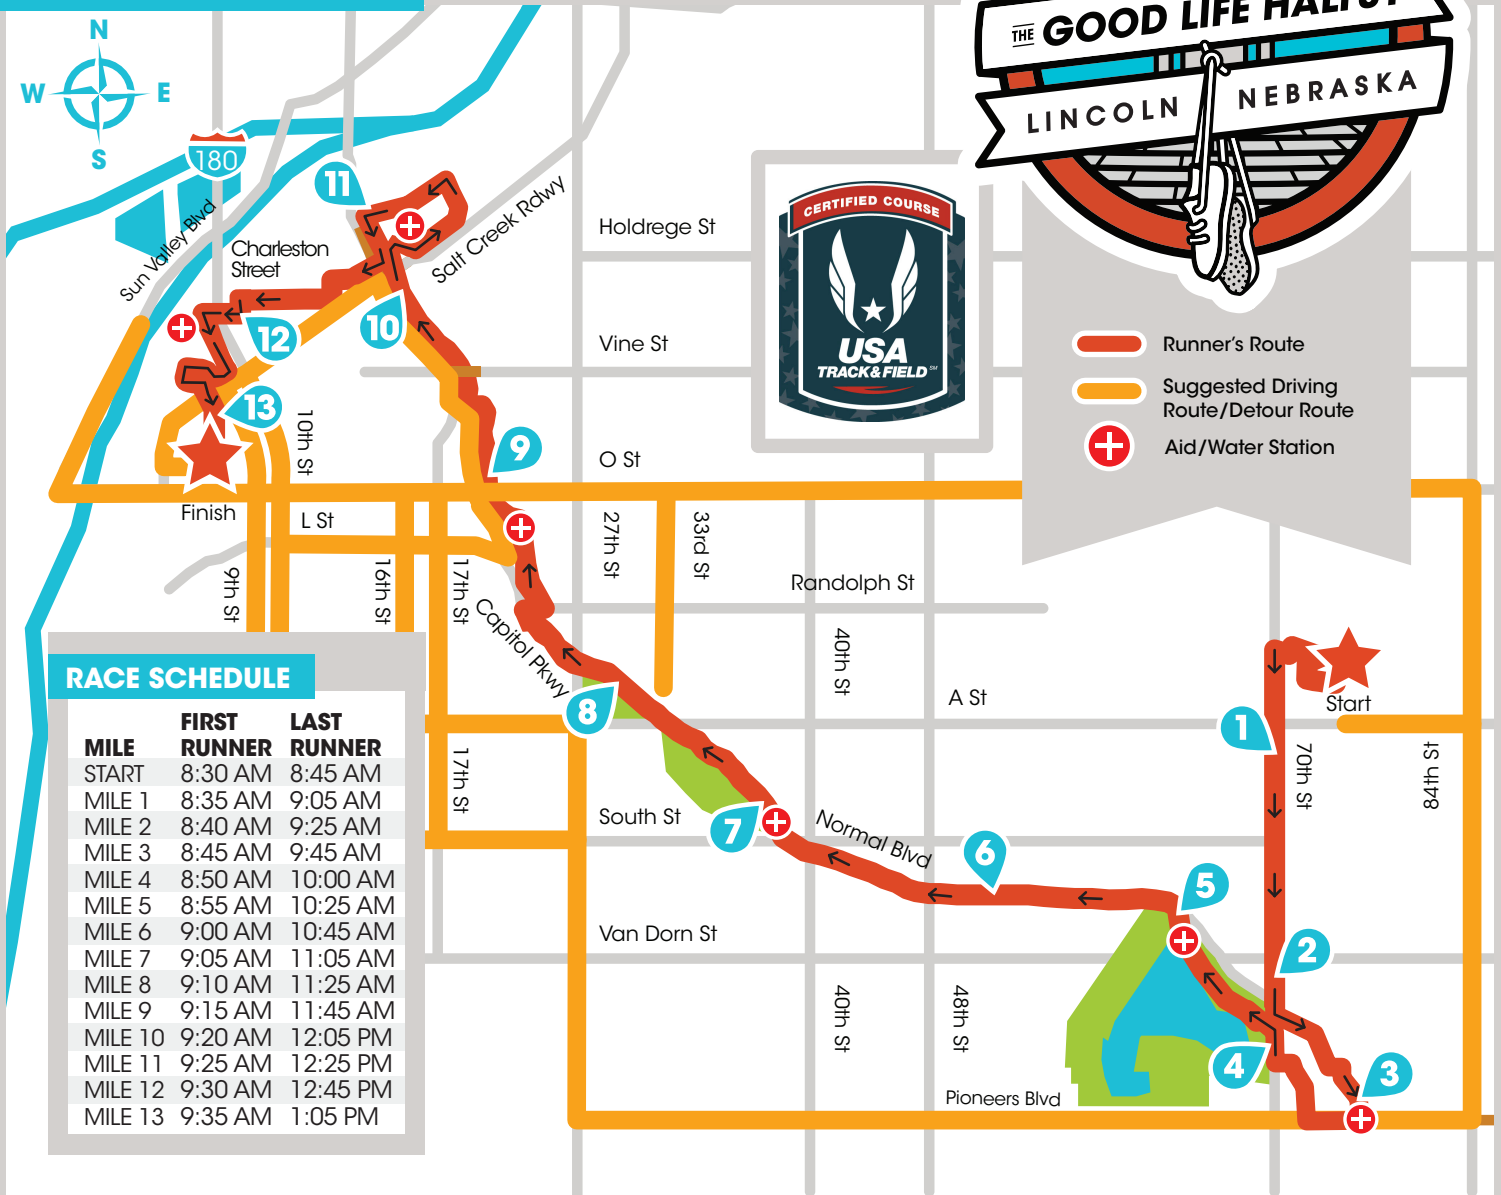 N
W
E
S
180
THE GOOD LIFE HALFSY
LINCOLN NEBRASKA
CERTIFIED COURSE
USA
TRACK & FIELD
SM
Runner's Route
Suggested Driving
Route/Detour Route
Aid/Water Station
Sun Valley Blvd
Charleston
Street
Salt Creek Rdwy
11
10
12
13
9
Holdrege St
Vine St
O St
10th St
Finish
L St
9th St
16th St
17th St
27th St
33rd St
Randolph St
Capitol Pkwy
40th St
A St
Start
8
1
17th St
70th St
84th St
South St
7
Normal Blvd
6
5
Van Dorn St
2
40th St
48th St
4
3
Pioneers Blvd
RACE SCHEDULE
FIRST LAST
MILE RUNNER RUNNER
START 8:30 AM 8:45 AM
MILE 1 8:35 AM 9:05 AM
MILE 2 8:40 AM 9:25 AM
MILE 3 8:45 AM 9:45 AM
MILE 4 8:50 AM 10:00 AM
MILE 5 8:55 AM 10:25 AM
MILE 6 9:00 AM 10:45 AM
MILE 7 9:05 AM 11:05 AM
MILE 8 9:10 AM 11:25 AM
MILE 9 9:15 AM 11:45 AM
MILE 10 9:20 AM 12:05 PM
MILE 11 9:25 AM 12:25 PM
MILE 12 9:30 AM 12:45 PM
MILE 13 9:35 AM 1:05 PM